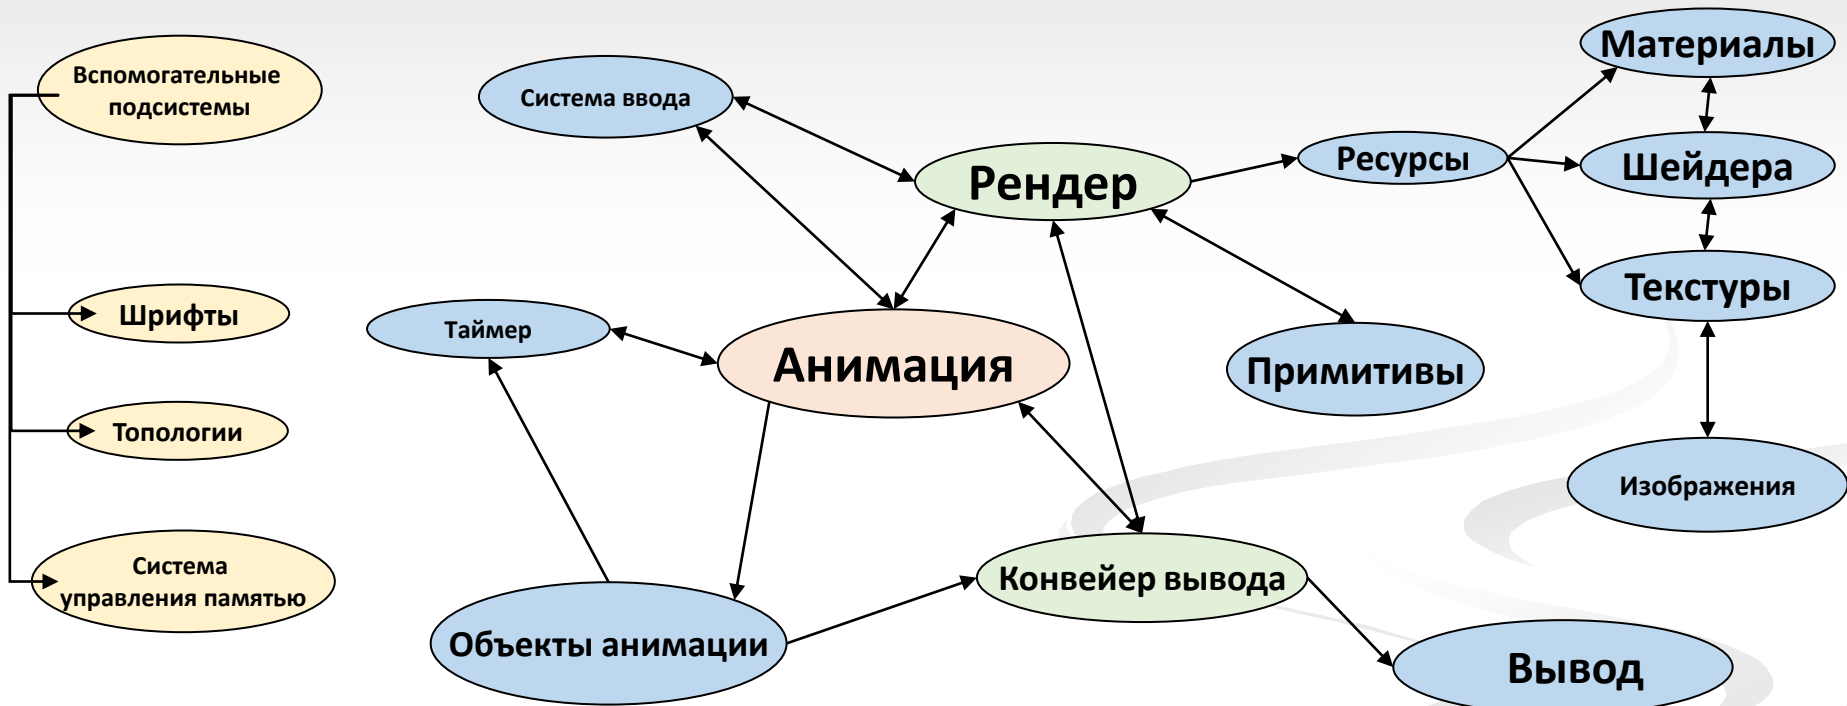 Вспомогательные
подсистемы
Шрифты
Топологии
Система
управления памятью
Система ввода
Рендер
Ресурсы
Материалы
Шейдера
Текстуры
Изображения
Таймер
Анимация
Примитивы
Объекты анимации
Конвейер вывода
Вывод